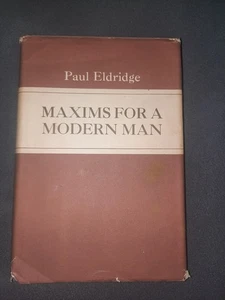 Paul Eldridge
MAXIMS FOR A
MODERN MAN